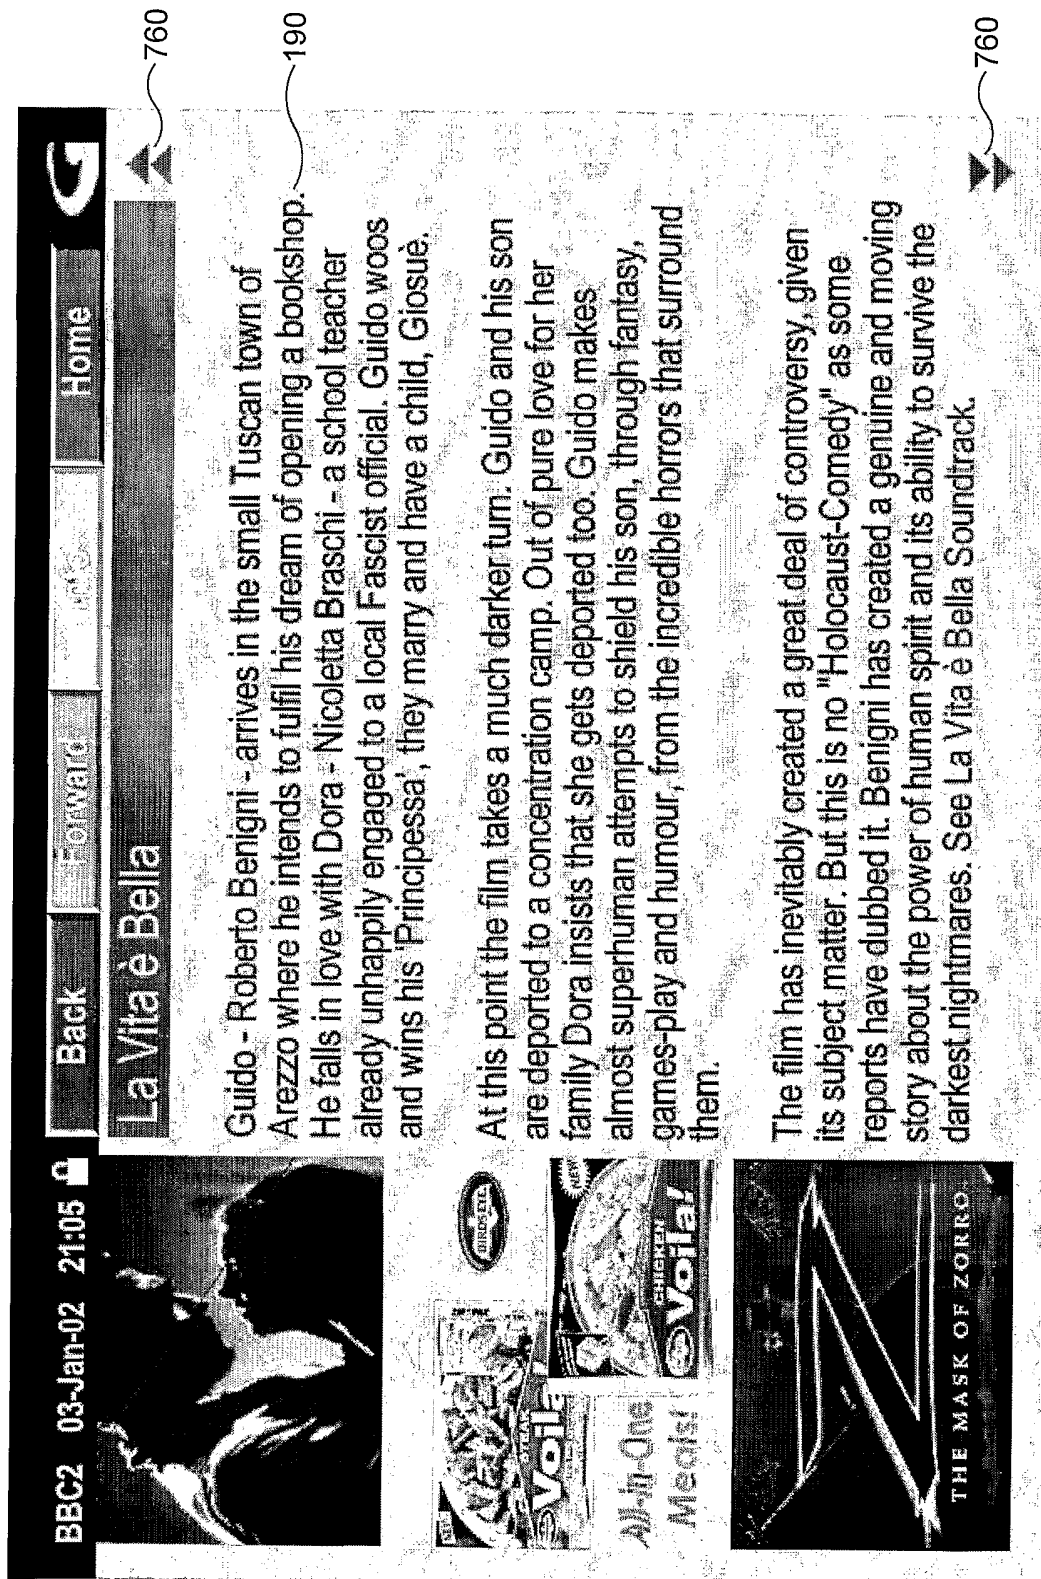 BBC2 03-Jan-02 21:05
Back
Forward
Home
La Vita è Bella
760
Guido - Roberto Benigni - arrives in the small Tuscan town of
Arezzo where he intends to fulfil his dream of opening a bookshop.
190
He falls in love with Dora - Nicoletta Braschi - a school teacher
already unhappily engaged to a local Fascist official. Guido woos
and wins his 'Principessa', they marry and have a child, Giosuè.
At this point the film takes a much darker turn. Guido and his son
are deported to a concentration camp. Out of pure love for her
family Dora insists that she gets deported too. Guido makes
almost superhuman attempts to shield his son, through fantasy,
games-play and humour, from the incredible horrors that surround
them.
The film has inevitably created a great deal of controversy, given
its subject matter. But this is no "Holocaust-Comedy" as some
reports have dubbed it. Benigni has created a genuine and moving
story about the power of human spirit and its ability to survive the
darkest nightmares. See La Vita è Bella Soundtrack.
760
BIRDS EYE
Voila
All-in-One
Meals!
NEW
CHICKEN
Voila!
THE MASK OF ZORRO